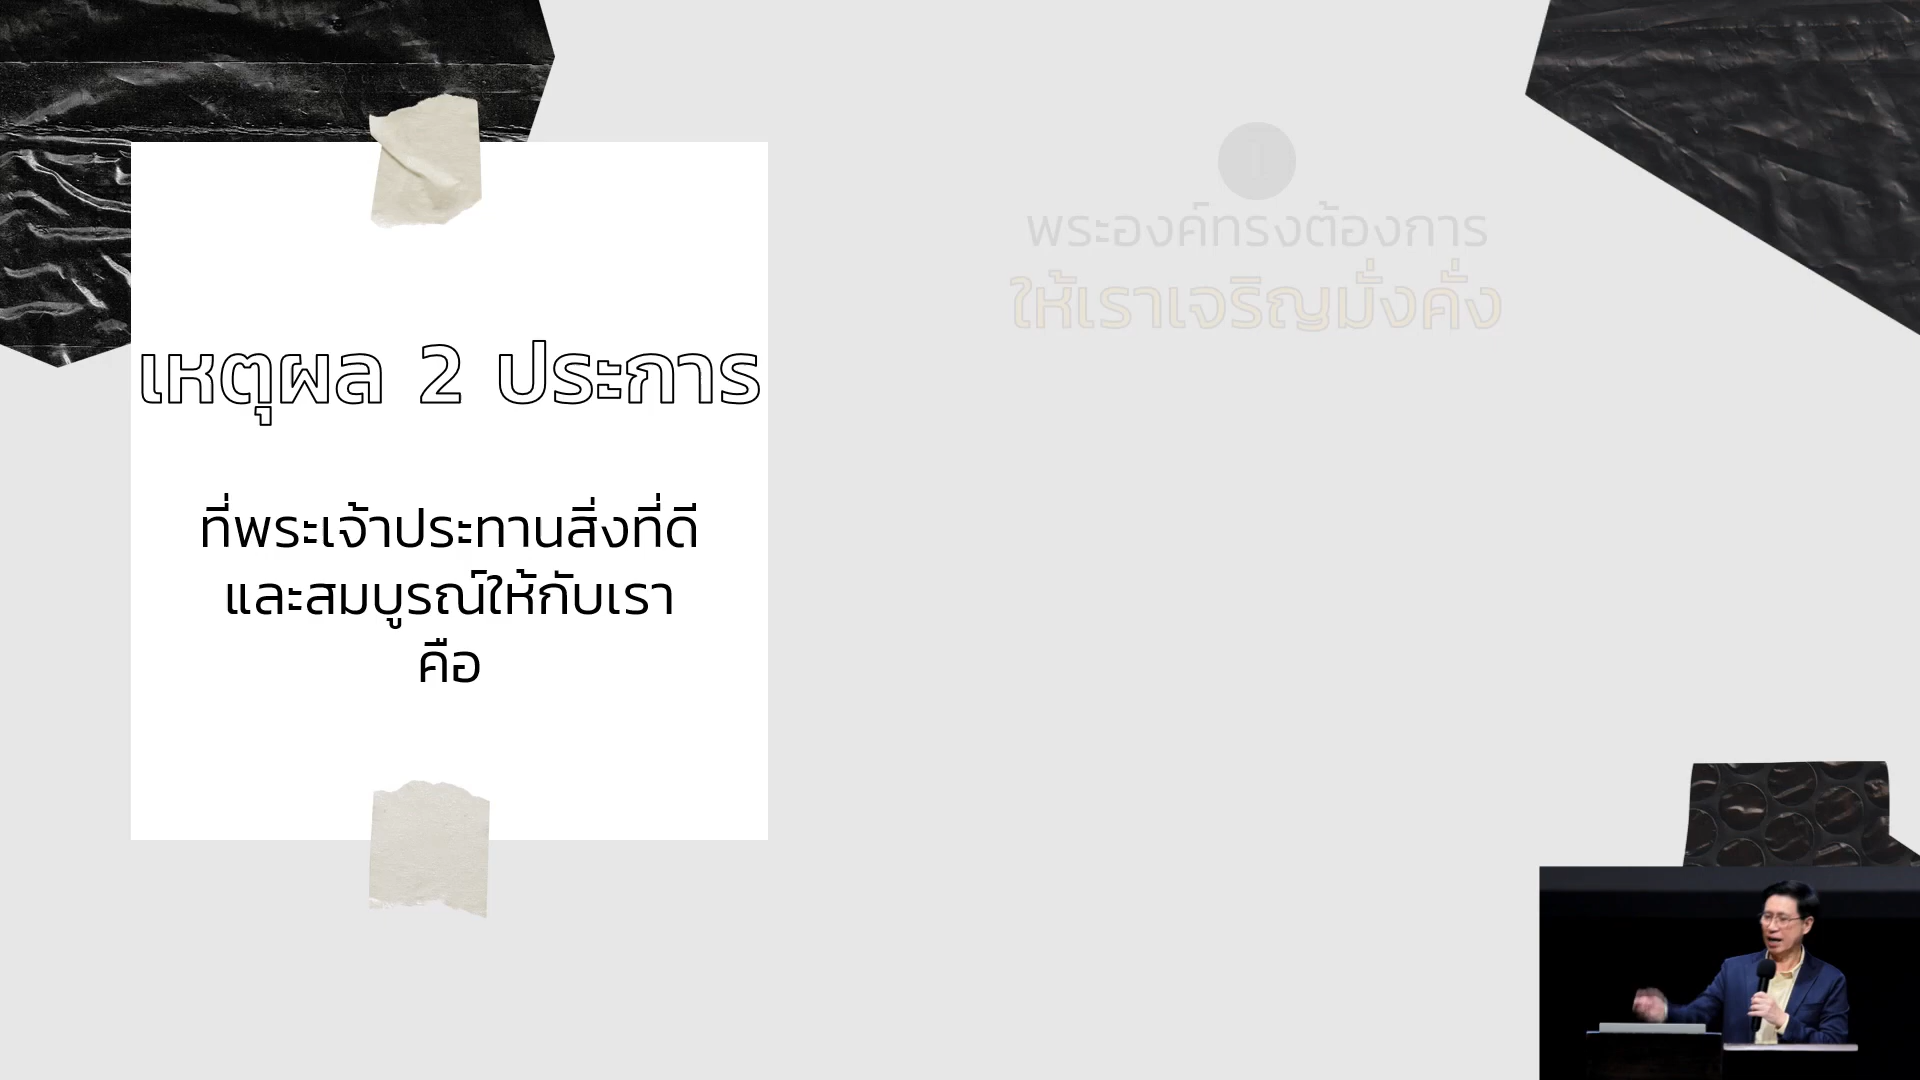 เหตุผล 2 ประการ
ที่พระเจ้าประทานสิ่งที่ดี
และสมบูรณ์ให้กับเรา
คือ
1
พระองค์ทรงต้องการ
ให้เราเจริญมั่งคั่ง